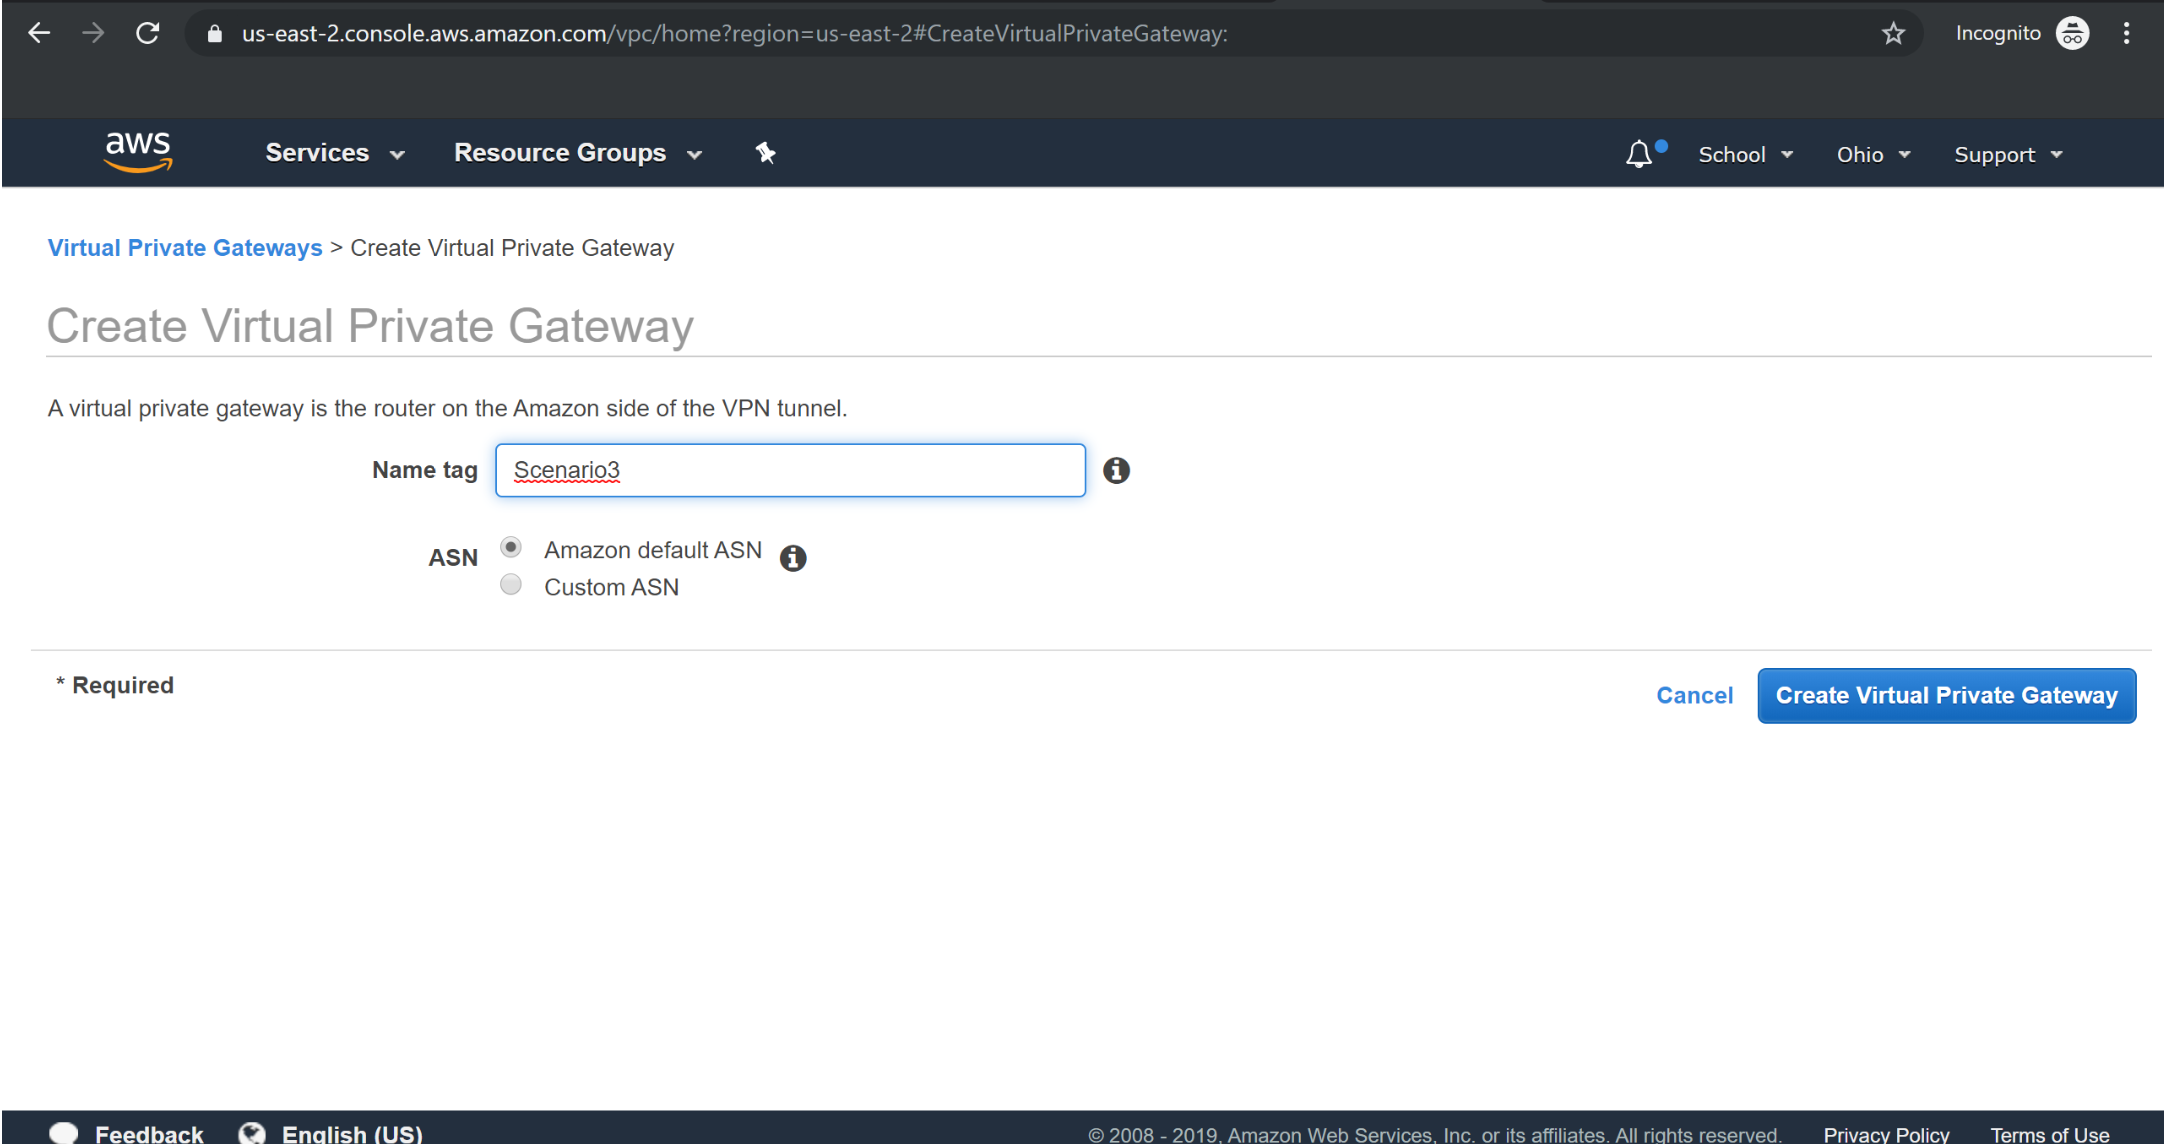 us-east-2.console.aws.amazon.com/vpc/home?region=us-east-2#CreateVirtualPrivateGateway:
Incognito
aws Services Resource Groups School Ohio Support
Virtual Private Gateways > Create Virtual Private Gateway
Create Virtual Private Gateway
A virtual private gateway is the router on the Amazon side of the VPN tunnel.
Name tag Scenario3
ASN Amazon default ASN
Custom ASN
* Required
Cancel Create Virtual Private Gateway
Feedback English (US) © 2008 - 2019, Amazon Web Services, Inc. or its affiliates. All rights reserved. Privacy Policy Terms of Use